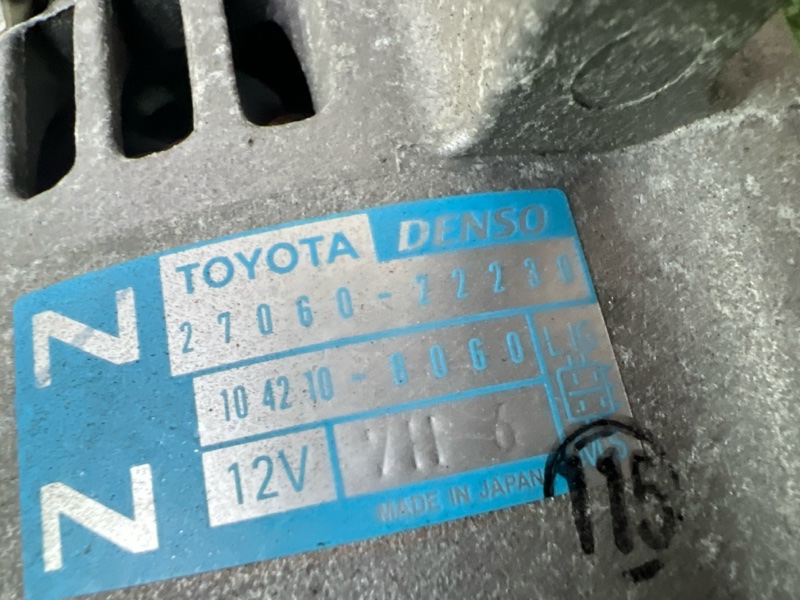 TOYOTA DENSO
27060-22230
104210-8060
12V
MADE IN JAPAN
N
N
115